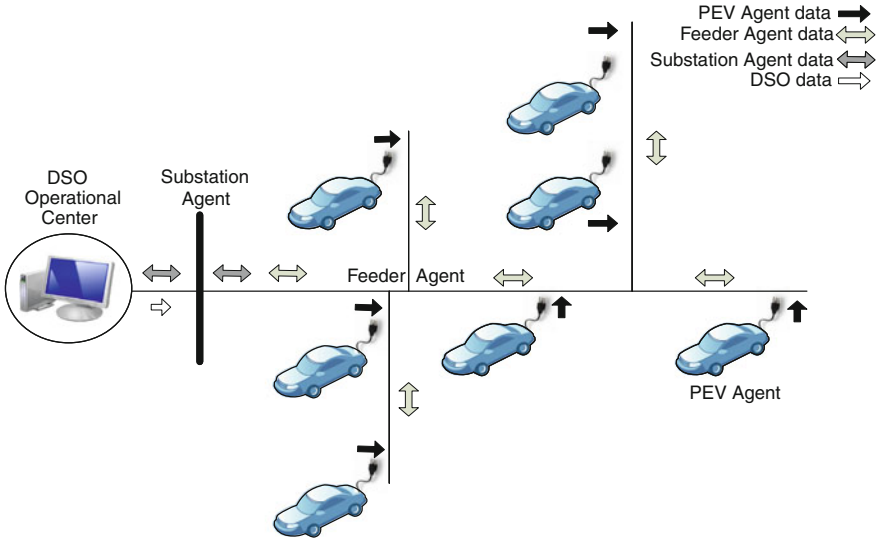 PEV Agent data
Feeder Agent data
Substation Agent data
DSO data
DSO
Operational
Center
Substation
Agent
Feeder Agent
PEV Agent